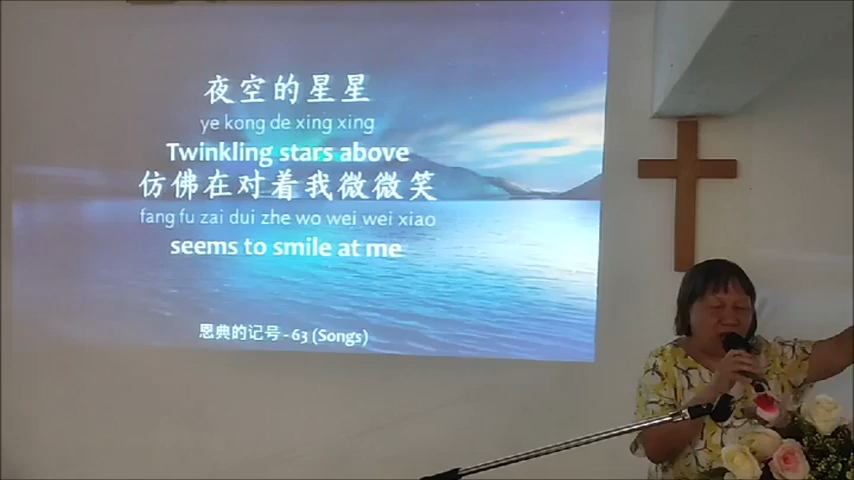 夜空的星星
ye kong de xing xing
Twinkling stars above
仿佛在对着我微微笑
fang fu zai dui zhe wo wei wei xiao
seems to smile at me
恩典的记号 - 63 (Songs)